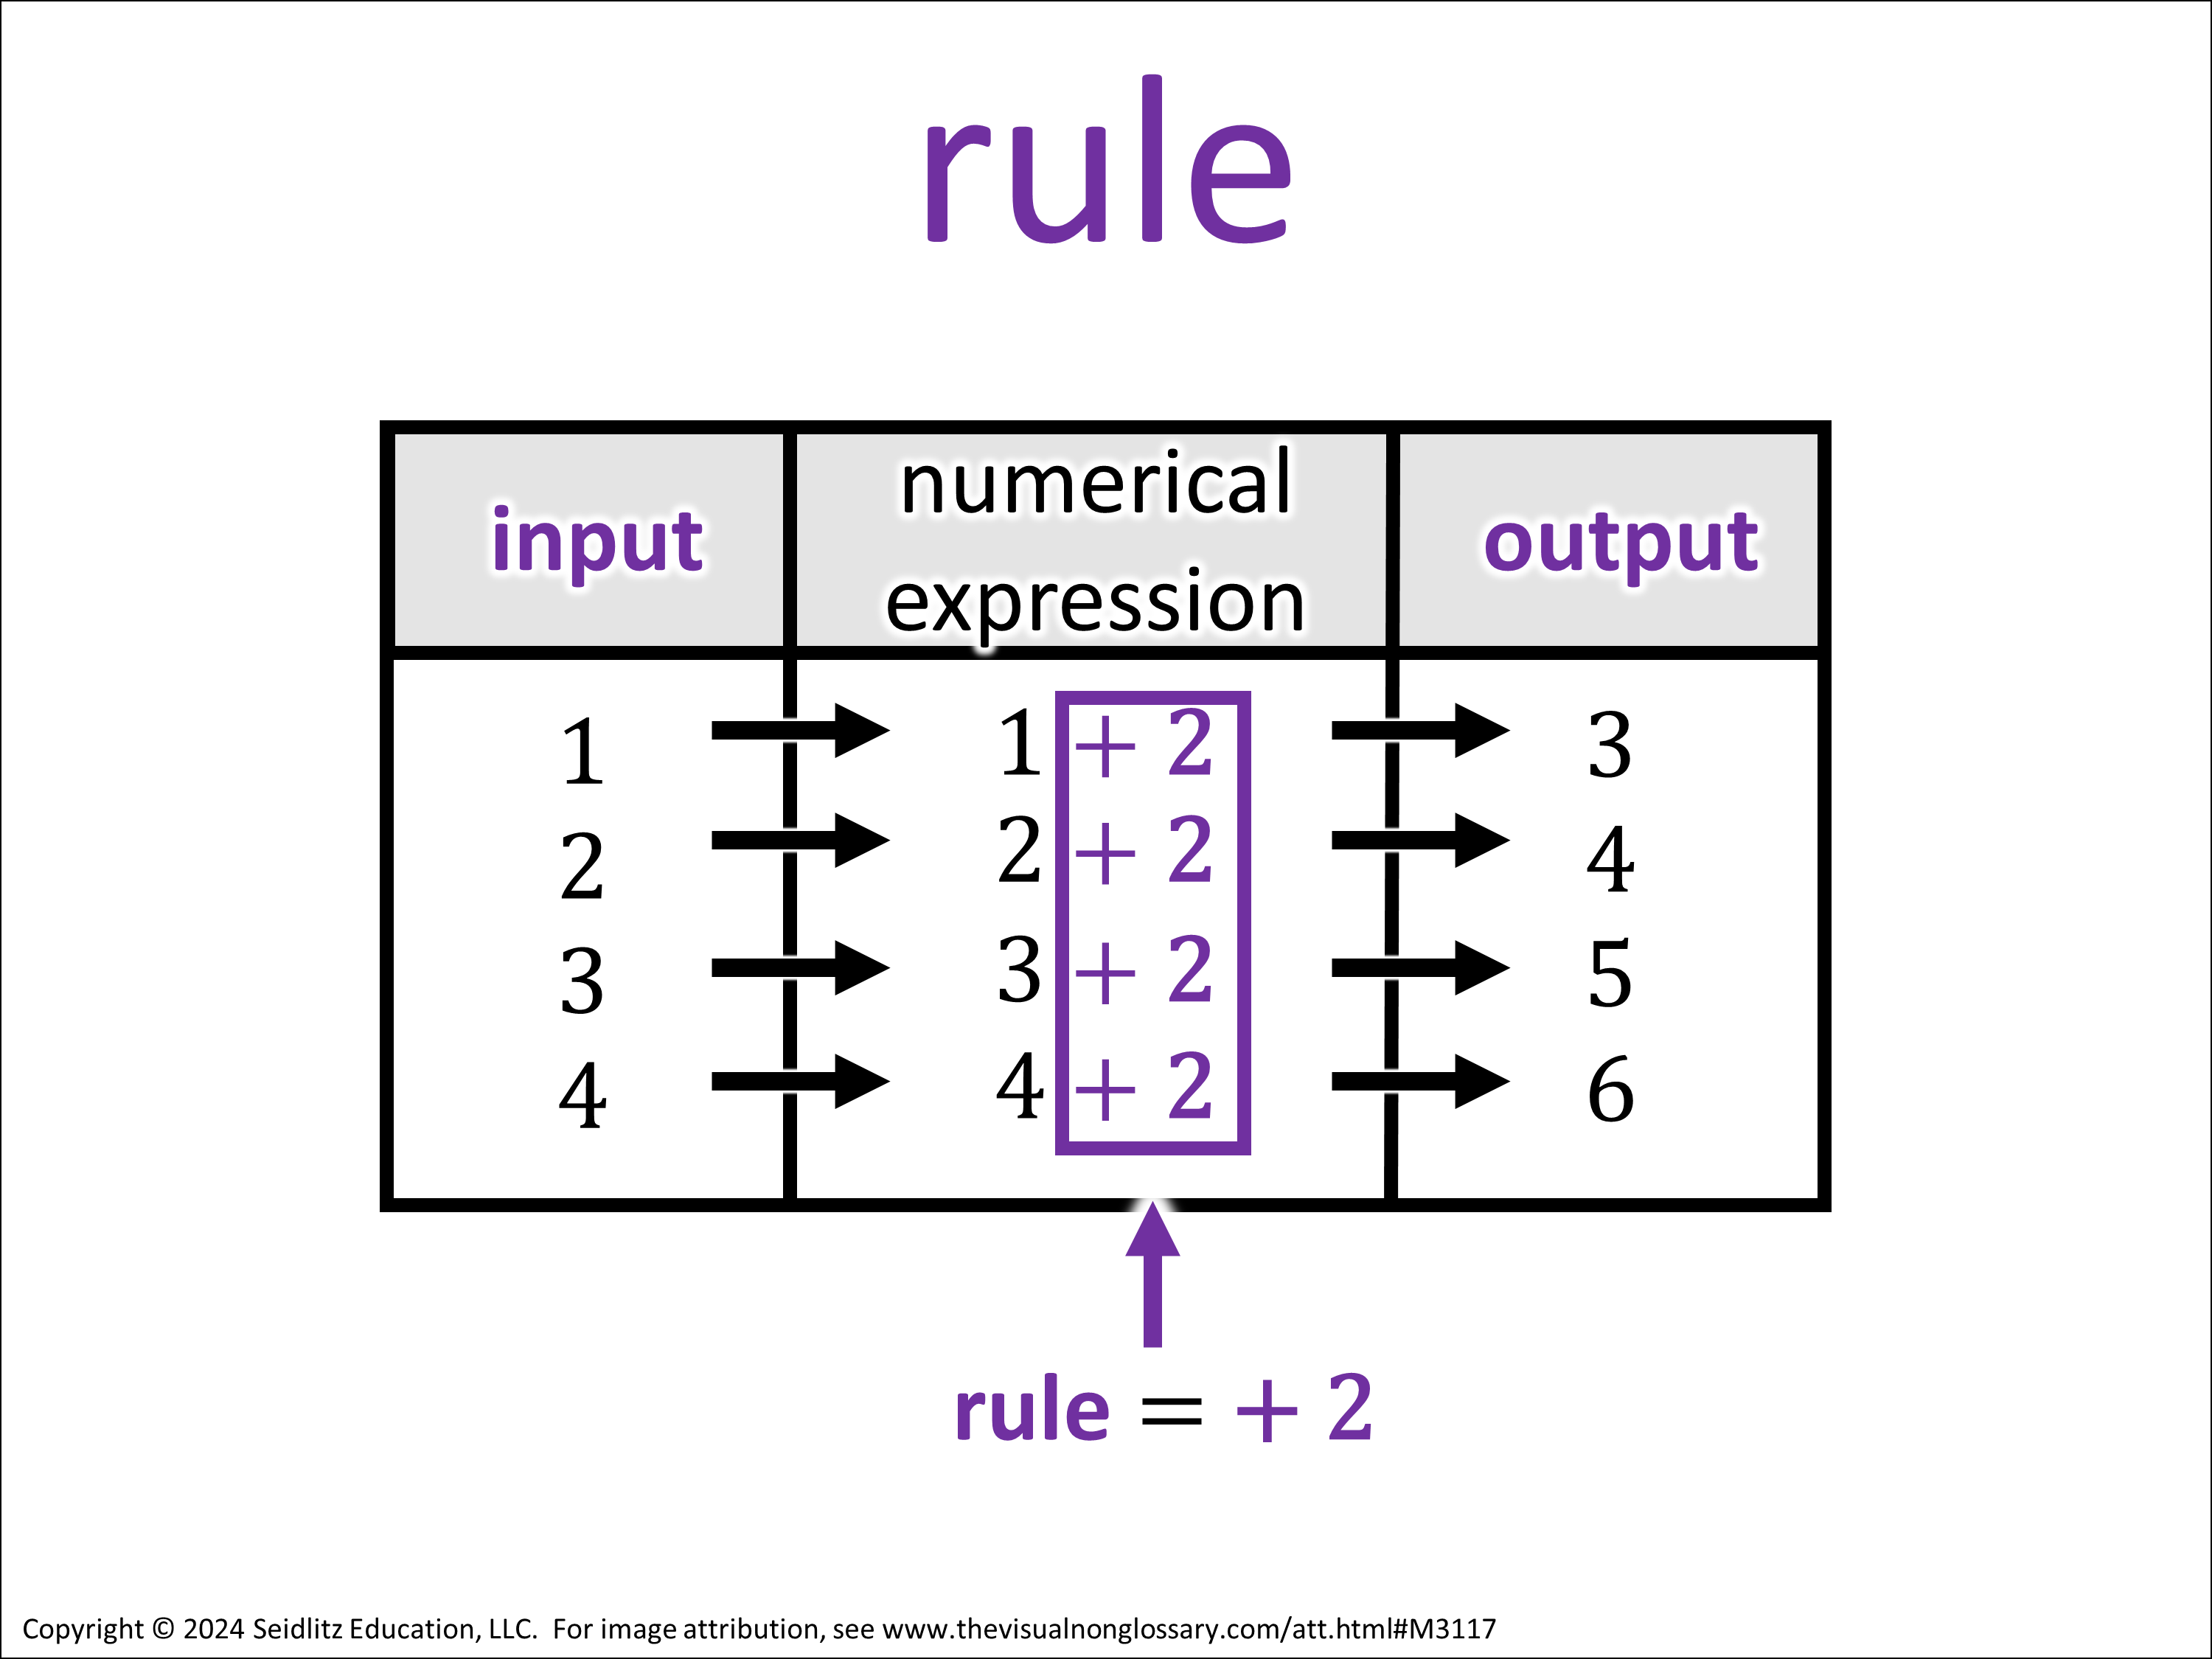 rule
input numerical expression output
1 1 + 2 3
2 2 + 2 4
3 3 + 2 5
4 4 + 2 6
rule = + 2
Copyright © 2024 Seidlitz Education, LLC. For image attribution, see www.thevisualnonglossary.com/att.html#M3117